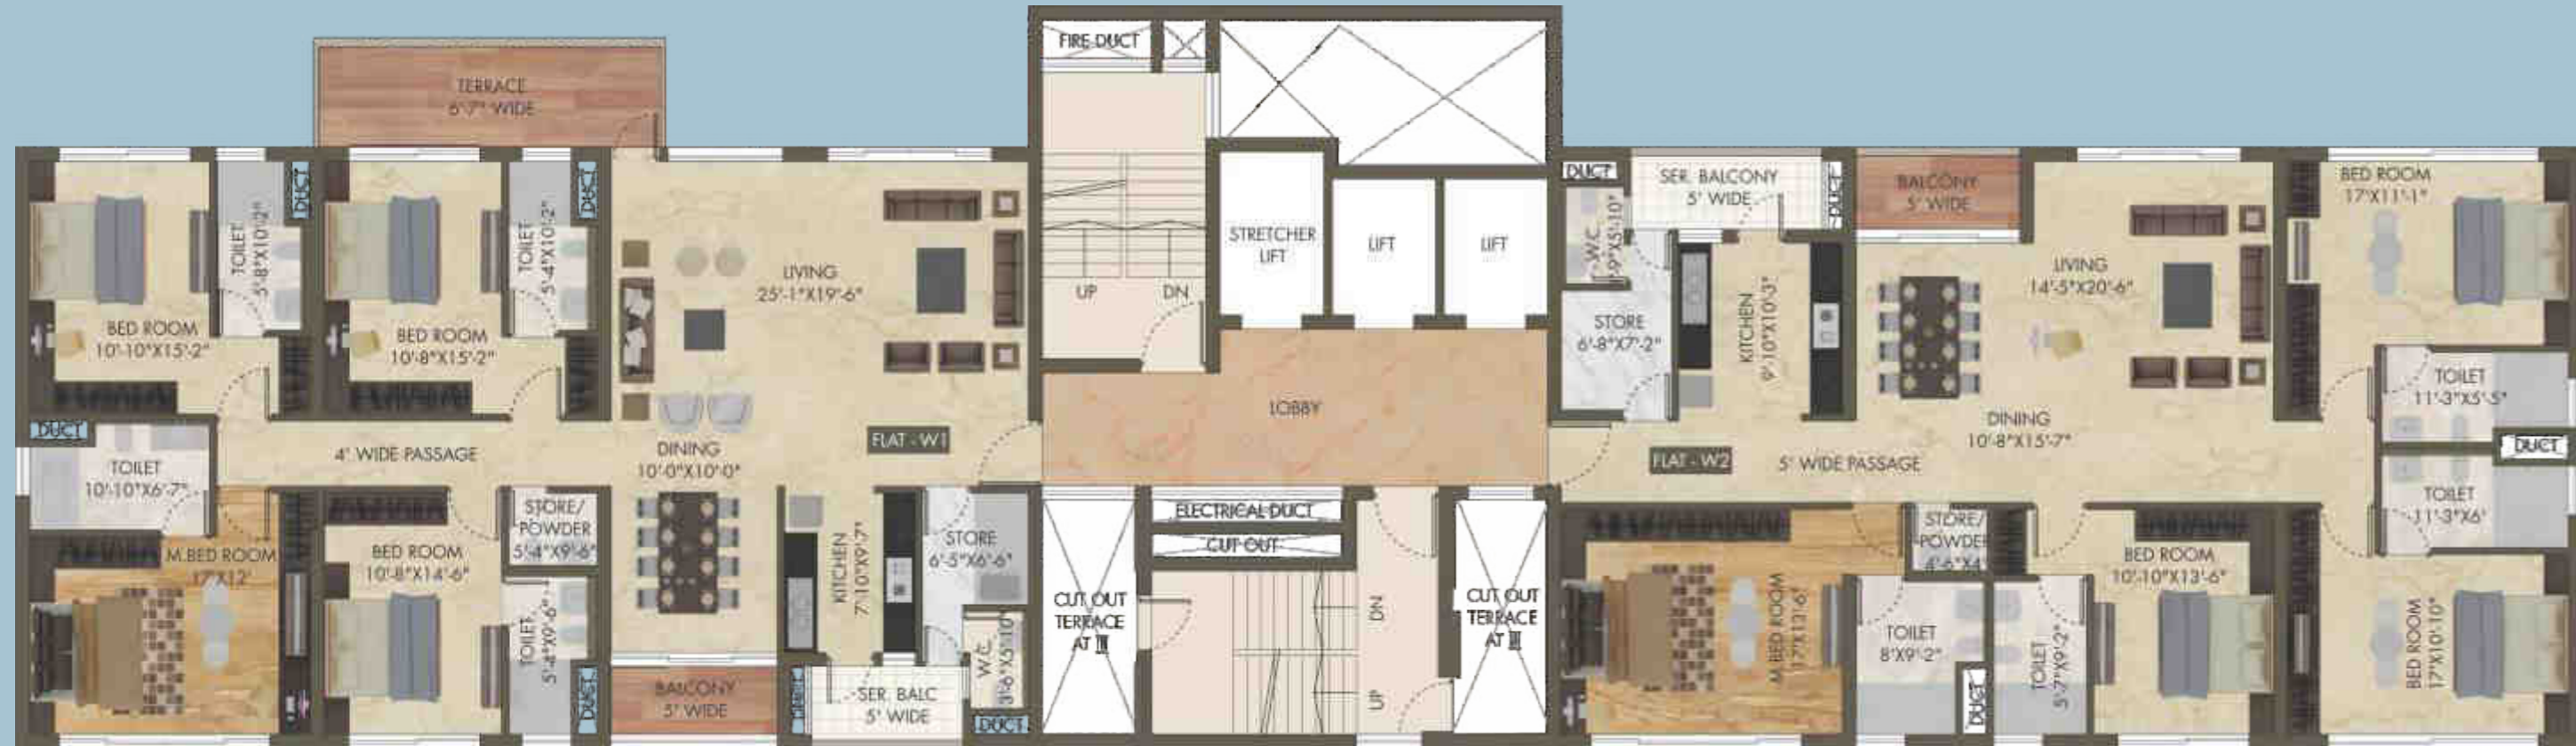 TERRACE
6'-7" WIDE
DUCT
DUCT
TOILET
5'-8"X10'-2"
TOILET
5'-4"X10'-2"
BED ROOM
10'-10"X15'-2"
BED ROOM
10'-8"X15'-2"
LIVING
25'-1"X19'-6"
DUCT
TOILET
10'-10"X6'-7"
4' WIDE PASSAGE
DINING
10'-0"X10'-0"
FLAT - W1
M.BED ROOM
17'X12'
BED ROOM
10'-8"X14'-6"
STORE/
POWDER
5'-4"X9'-6"
TOILET
5'-4"X9'-6"
DUCT
KITCHEN
7'-10"X9'-7"
STORE
6'-5"X6'-6"
W.C.
3'-6"X5'-10"
BALCONY
5' WIDE
DUCT
SER. BALC
5' WIDE
DUCT
FIRE DUCT
UP
DN
STRETCHER
LIFT
LIFT
LIFT
LOBBY
ELECTRICAL DUCT
CUT OUT
CUT OUT
TERRACE
AT III
DN
UP
CUT OUT
TERRACE
AT III
DUCT
SER. BALCONY
5' WIDE
DUCT
BALCONY
5' WIDE
W.C.
STORE
6'-8"X7'-2"
KITCHEN
9'-10"X10'-3"
LIVING
14'-5"X20'-6"
DINING
10'-8"X15'-7"
FLAT - W2
5' WIDE PASSAGE
BED ROOM
17'X11'-1"
TOILET
11'-3"X5'-5"
DUCT
TOILET
11'-3"X6'
M.BED ROOM
17'X13'-6"
STORE/
POWDER
4'-6"X4'
TOILET
8'X9'-2"
DUCT
TOILET
5'-7"X9'-2"
BED ROOM
10'-10"X13'-6"
BED ROOM
17'X10'-10"